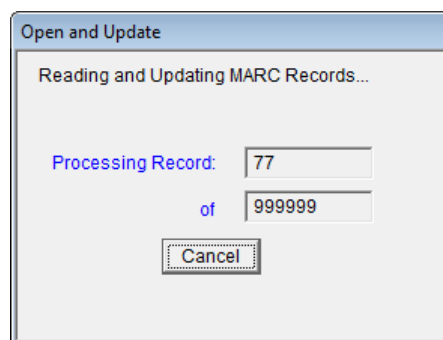 Open and Update
Reading and Updating MARC Records...
Processing Record: 77
of 999999
Cancel